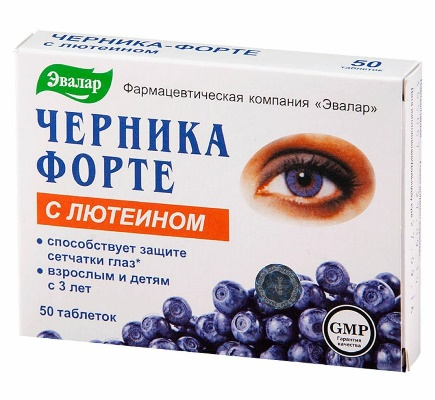 ЧЕРНИКА-ФОРТЕ
С ЛЮТЕИНОМ
50
таблеток
Эвалар
Фармацевтическая компания «Эвалар»
ЧЕРНИКА
ФОРТЕ
С ЛЮТЕИНОМ
• способствует защите
сетчатки глаз*
• взрослым и детям
с 3 лет
50 таблеток
GMP
Гарантия
качества